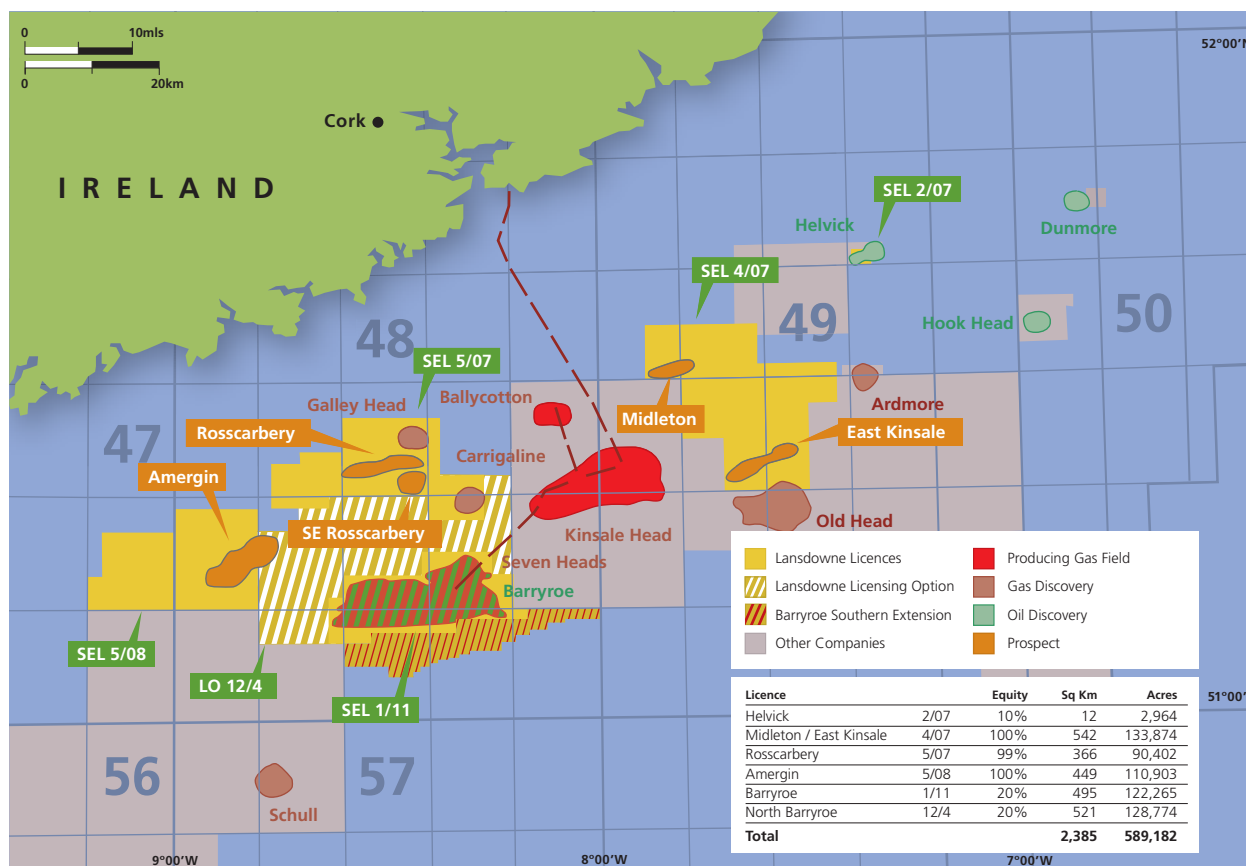 0 10mls
0 20km
52°00'N
Cork
IRELAND
SEL 2/07
Helvick
Dunmore
SEL 4/07
49
50
Hook Head
48
SEL 5/07
Galley Head
Ballycotton
Midleton
Ardmore
47
Rosscarbery
Carrigaline
East Kinsale
Amergin
SE Rosscarbery
Kinsale Head
Old Head
Seven Heads
Barryroe
SEL 5/08
LO 12/4
SEL 1/11
51°00'
56
57
Schull
9°00'W
8°00'W
7°00'W
Lansdowne Licences
Lansdowne Licensing Option
Barryroe Southern Extension
Other Companies
Producing Gas Field
Gas Discovery
Oil Discovery
Prospect
Licence Equity Sq Km Acres
Helvick 2/07 10% 12 2,964
Midleton / East Kinsale 4/07 100% 542 133,874
Rosscarbery 5/07 99% 366 90,402
Amergin 5/08 100% 449 110,903
Barryroe 1/11 20% 495 122,265
North Barryroe 12/4 20% 521 128,774
Total 2,385 589,182